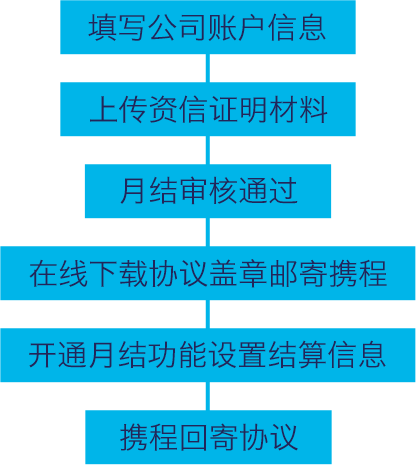 填写公司账户信息
上传资信证明材料
月结审核通过
在线下载协议盖章邮寄携程
开通月结功能设置结算信息
携程回寄协议